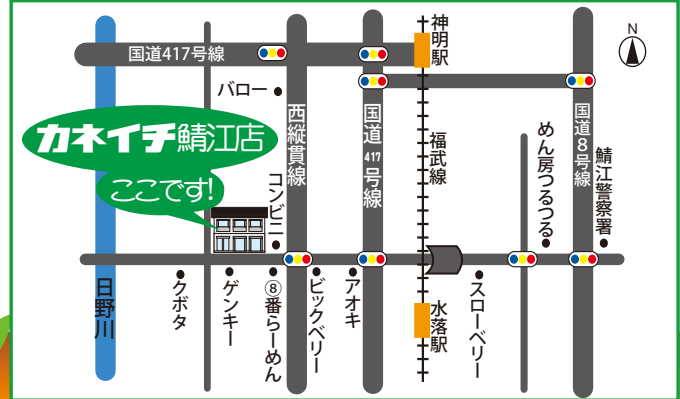 国道417号線
神明駅
N
バロー
西縦貫線
国道417号線
福武線
国道8号線
めん房つるつる
鯖江警察署
カネイチ鯖江店
ここです!
コンビニ
日野川
クボタ
ゲンキー
⑧番らーめん
ビックベリー
アオキ
水落駅
スローベリー